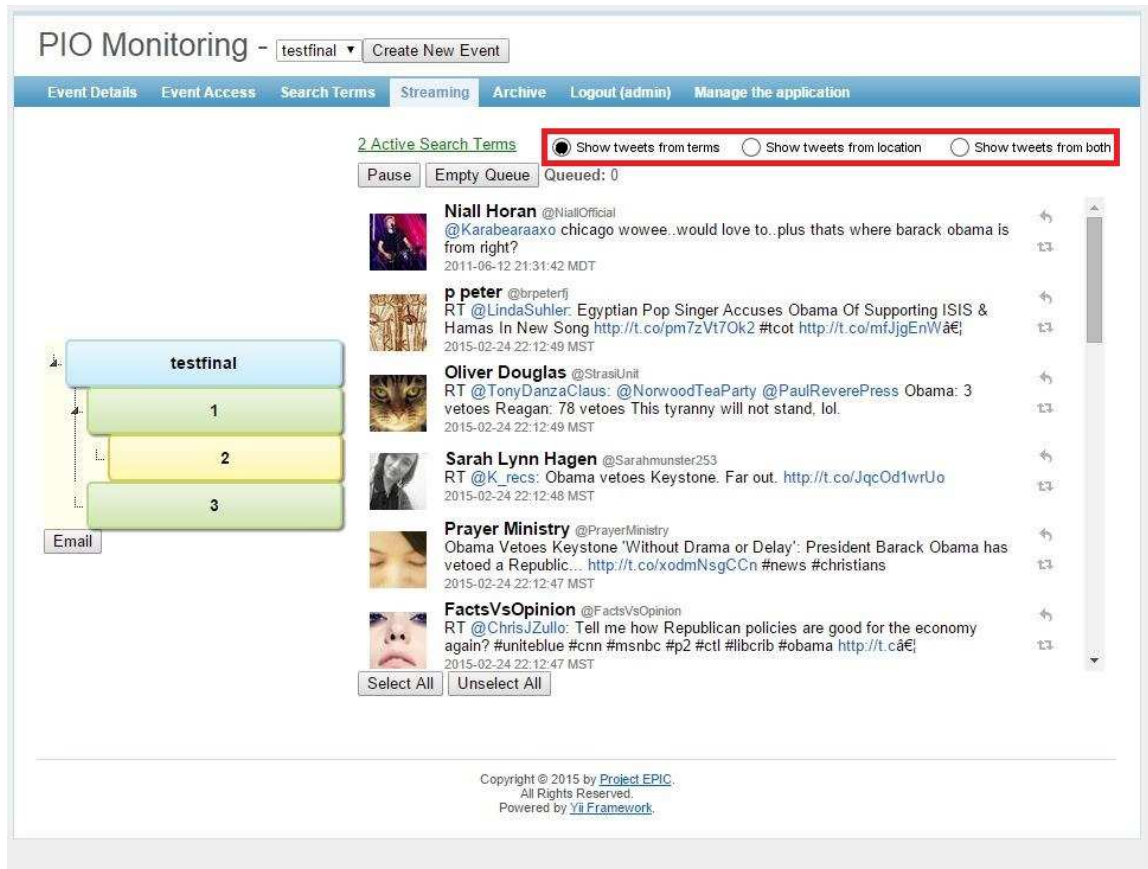 PIO Monitoring - testfinal Create New Event
Event Details Event Access Search Terms Streaming Archive Logout (admin) Manage the application
2 Active Search Terms Show tweets from terms Show tweets from location Show tweets from both
Pause Empty Queue Queued: 0
Niall Horan @NiallOfficial
@Karabearaaxo chicago wowee..would love to..plus thats where barack obama is
from right?
2011-06-12 21:31:42 MDT
p peter @brpeterfj
RT @LindaSuhler: Egyptian Pop Singer Accuses Obama Of Supporting ISIS &
Hamas In New Song http://t.co/pm7zVt7Ok2 #tcot http://t.co/mfJjgEnWâ€¦
2015-02-24 22:12:49 MST
Oliver Douglas @StrasiUnit
RT @TonyDanzaClaus: @NorwoodTeaParty @PaulReverePress Obama: 3
vetoes Reagan: 78 vetoes This tyranny will not stand, lol.
2015-02-24 22:12:49 MST
Sarah Lynn Hagen @Sarahmunster253
RT @K_recs: Obama vetoes Keystone. Far out. http://t.co/JqcOd1wrUo
2015-02-24 22:12:48 MST
Prayer Ministry @PrayerMinistry
Obama Vetoes Keystone 'Without Drama or Delay': President Barack Obama has
vetoed a Republic... http://t.co/xodmNsgCCn #news #christians
2015-02-24 22:12:47 MST
FactsVsOpinion @FactsVsOpinion
RT @ChrisJZullo: Tell me how Republican policies are good for the economy
again? #uniteblue #cnn #msnbc #p2 #ctl #libcrib #obama http://t.câ€¦
2015-02-24 22:12:47 MST
testfinal
1
2
3
Email
Select All Unselect All
Copyright © 2015 by Project EPIC.
All Rights Reserved.
Powered by Yii Framework.